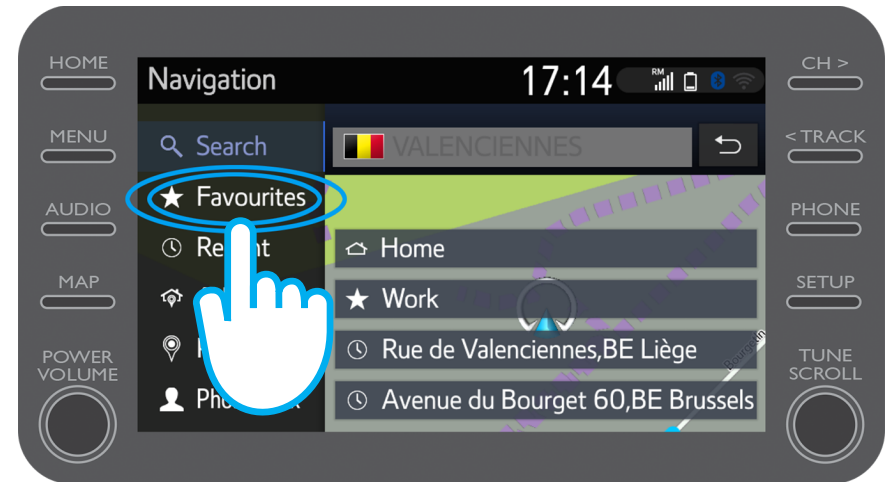 HOME
MENU
AUDIO
MAP
POWER
VOLUME
Navigation
17:14
RM
Search
Favourites
VALENCIENNES
Home
Work
Rue de Valenciennes,BE Liège
Avenue du Bourget 60,BE Brussels
CH >
< TRACK
PHONE
SETUP
TUNE
SCROLL